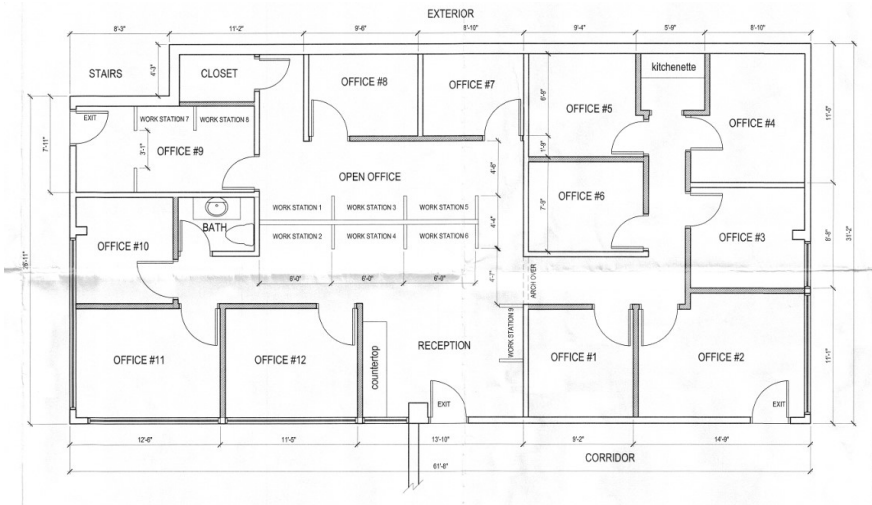 EXTERIOR
8'-3"
11'-2"
9'-6"
8'-10"
9'-4"
5'-9"
8'-10"
STAIRS
4'-3"
CLOSET
OFFICE #8
OFFICE #7
kitchenette
OFFICE #5
6'-9"
OFFICE #4
11'-5"
EXIT
WORK STATION 7
WORK STATION 8
7'-11"
3'-1"
OFFICE #9
1'-9"
OPEN OFFICE
4'-6"
OFFICE #6
7'-9"
WORK STATION 1
WORK STATION 3
WORK STATION 5
4'-4"
BATH
WORK STATION 2
WORK STATION 4
WORK STATION 6
OFFICE #10
OFFICE #3
8'-8"
31'-2"
26'-11"
6'-0"
6'-0"
6'-0"
4'-7"
ARCH OVER
WORK STATION 9
OFFICE #11
OFFICE #12
countertop
RECEPTION
OFFICE #1
OFFICE #2
11'-1"
EXIT
EXIT
12'-6"
11'-5"
13'-10"
9'-2"
14'-9"
CORRIDOR